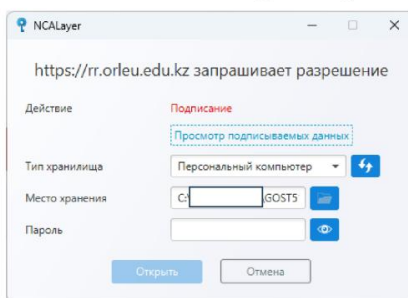 NCALayer
https://rr.orleu.edu.kz запрашивает разрешение
Действие Подписание
Просмотр подписываемых данных
Тип хранилища Персональный компьютер
Место хранения C:\ \GOST5
Пароль
Открыть Отмена